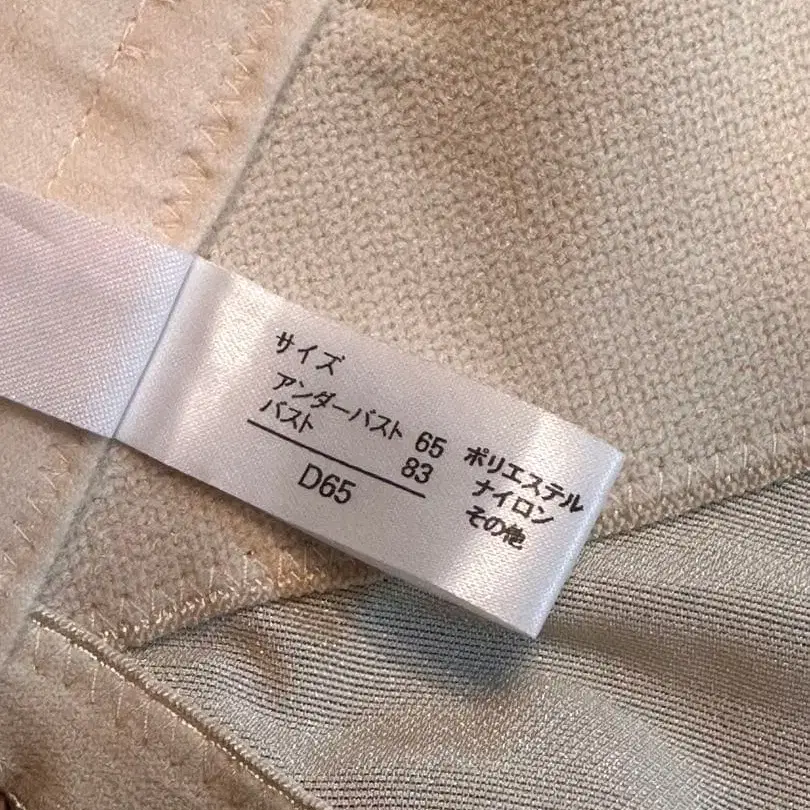 サイズ
アンダーバスト 65
バスト 83
D65
ポリエステル
ナイロン
その他